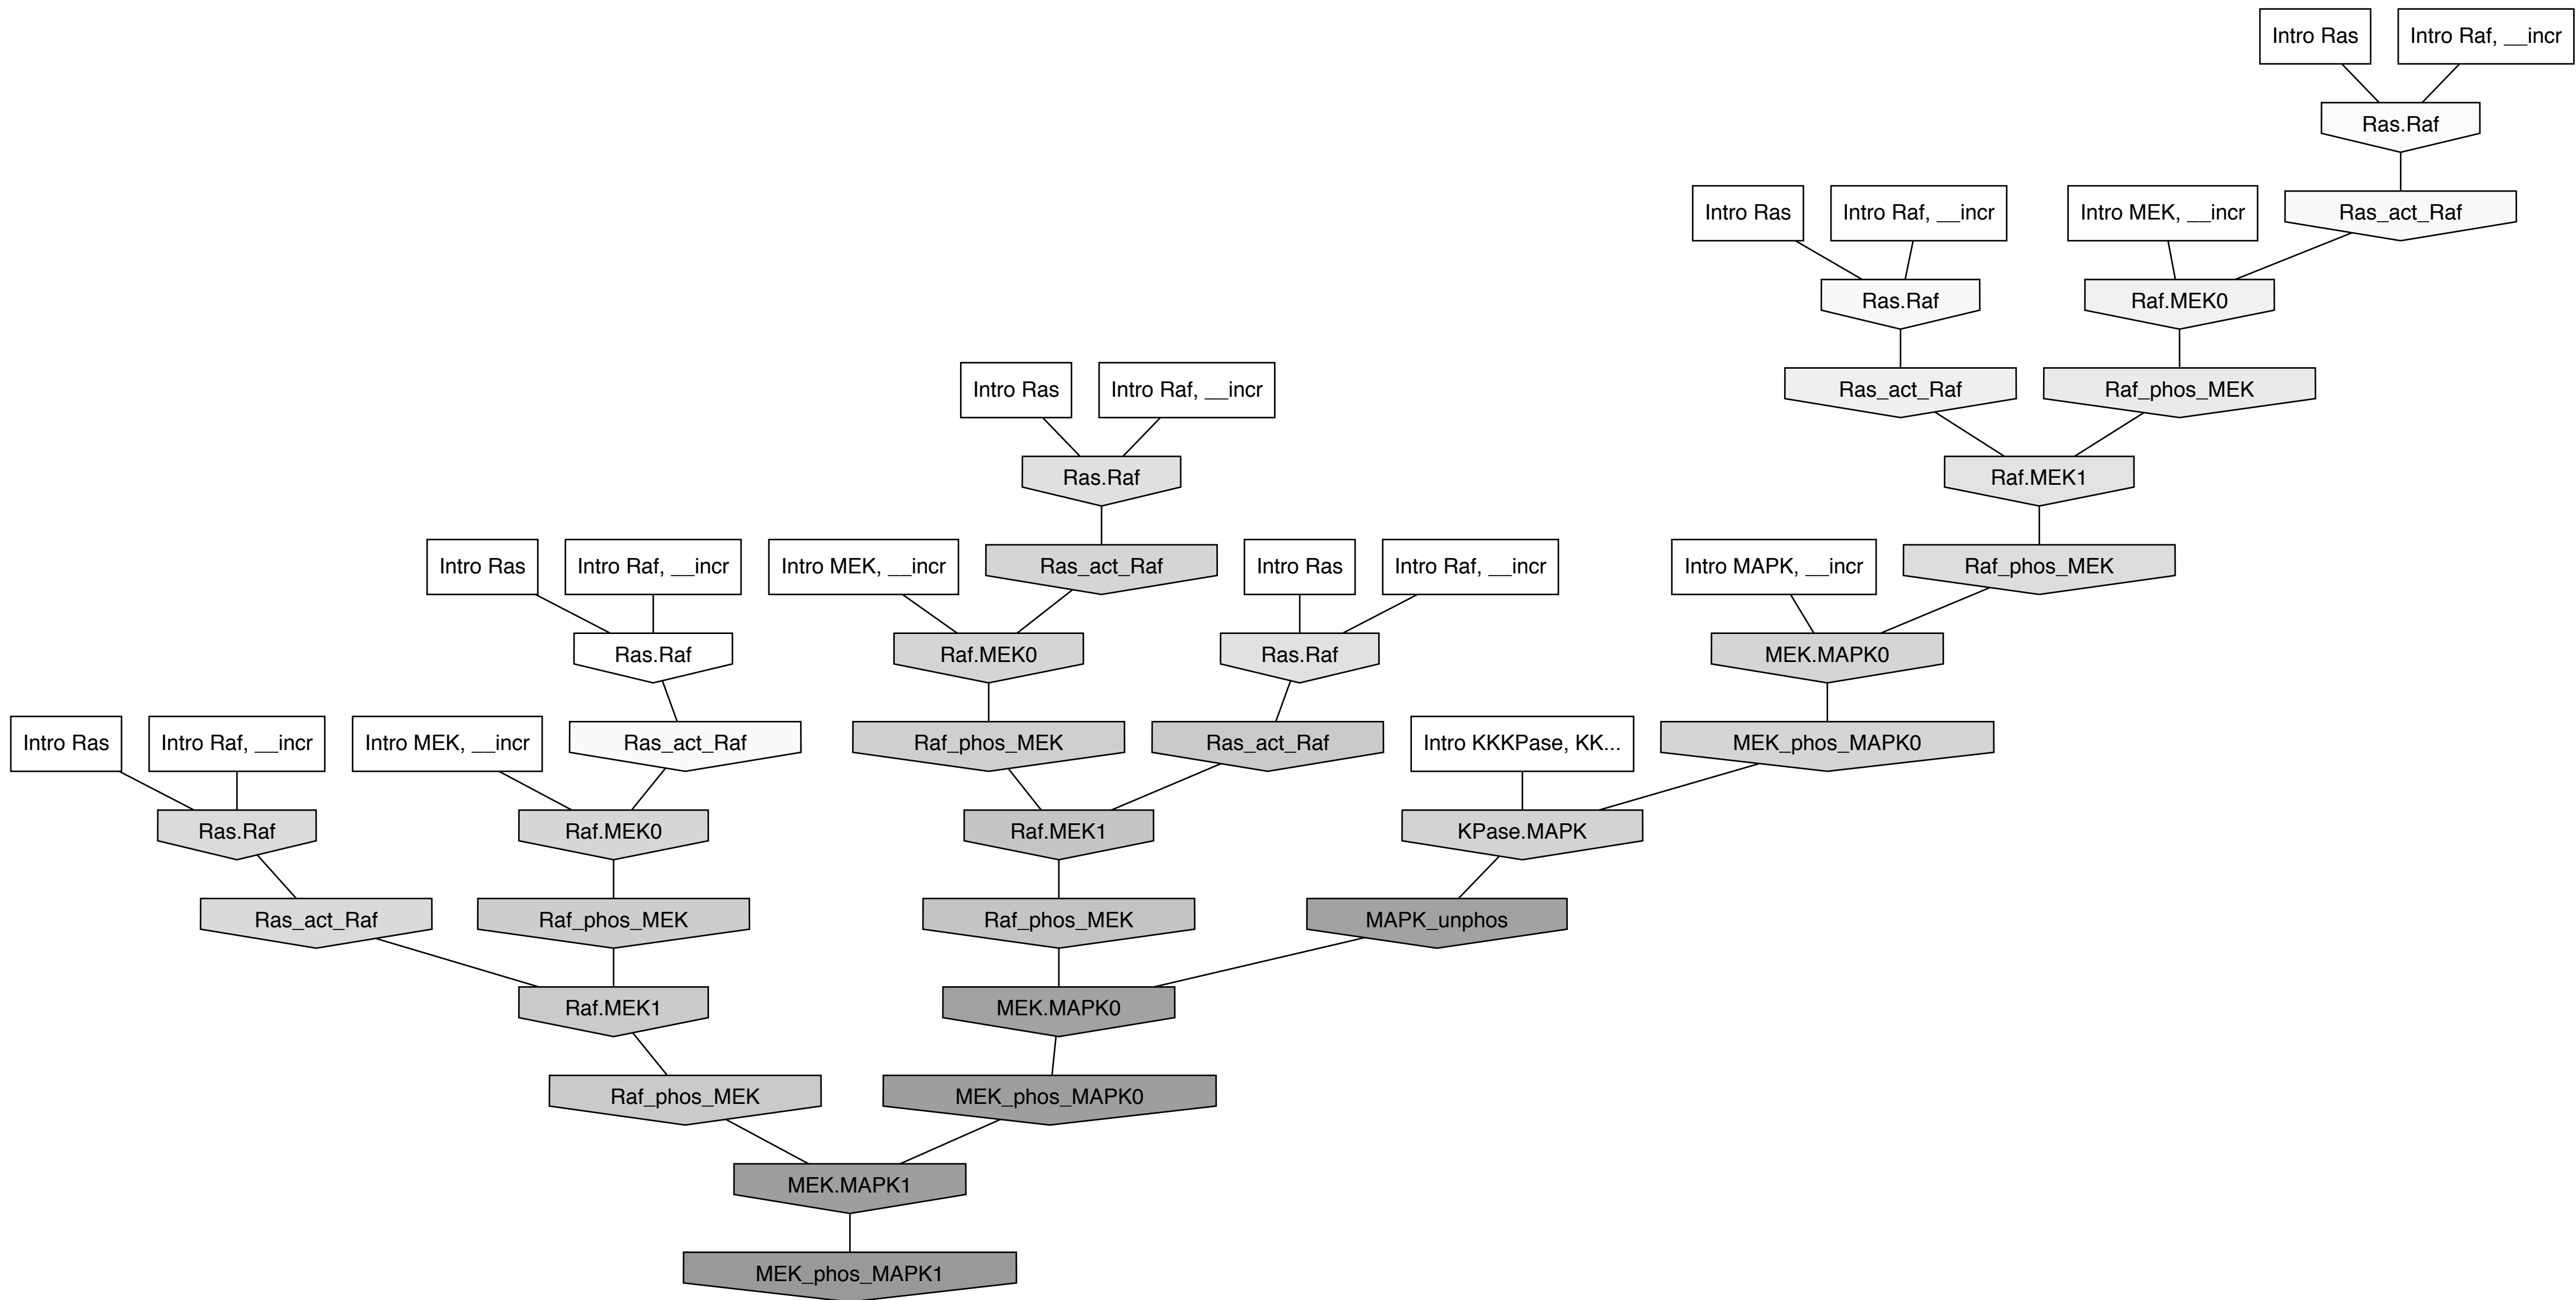 Intro Ras
Intro Raf, __incr
Ras.Raf
Intro Ras
Intro Raf, __incr
Intro MEK, __incr
Ras_act_Raf
Ras.Raf
Raf.MEK0
Intro Ras
Intro Raf, __incr
Ras_act_Raf
Raf_phos_MEK
Ras.Raf
Raf.MEK1
Intro Ras
Intro Raf, __incr
Intro MEK, __incr
Ras_act_Raf
Intro Ras
Intro Raf, __incr
Intro MAPK, __incr
Raf_phos_MEK
Ras.Raf
Raf.MEK0
Ras.Raf
MEK.MAPK0
Intro Ras
Intro Raf, __incr
Intro MEK, __incr
Ras_act_Raf
Raf_phos_MEK
Ras_act_Raf
Intro KKKPase, KK...
MEK_phos_MAPK0
Ras.Raf
Raf.MEK0
Raf.MEK1
KPase.MAPK
Ras_act_Raf
Raf_phos_MEK
Raf_phos_MEK
MAPK_unphos
Raf.MEK1
MEK.MAPK0
Raf_phos_MEK
MEK_phos_MAPK0
MEK.MAPK1
MEK_phos_MAPK1